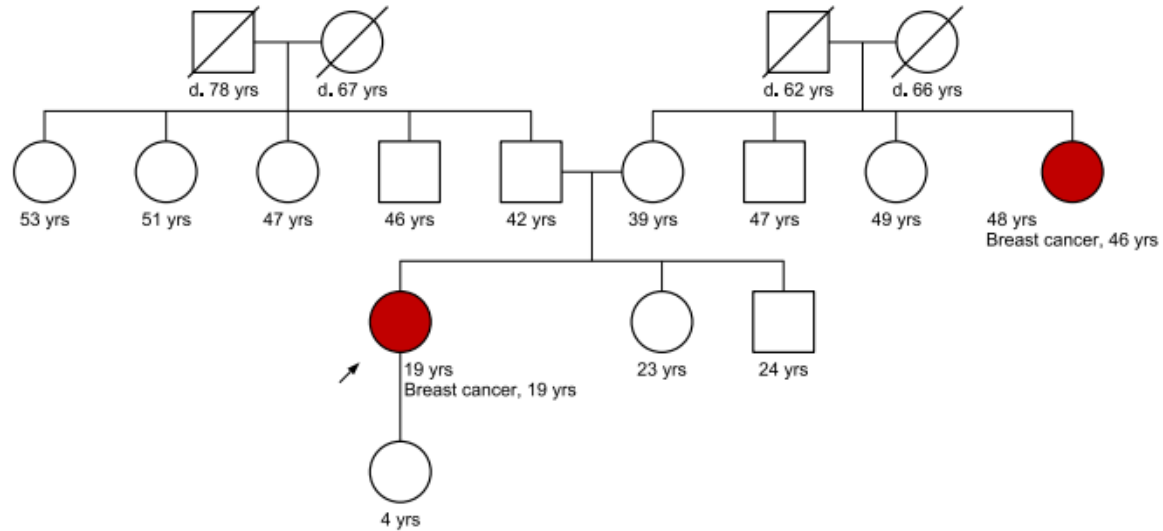 d. 78 yrs
d. 67 yrs
d. 62 yrs
d. 66 yrs
53 yrs
51 yrs
47 yrs
46 yrs
42 yrs
39 yrs
47 yrs
49 yrs
48 yrs
Breast cancer, 46 yrs
19 yrs
Breast cancer, 19 yrs
23 yrs
24 yrs
4 yrs